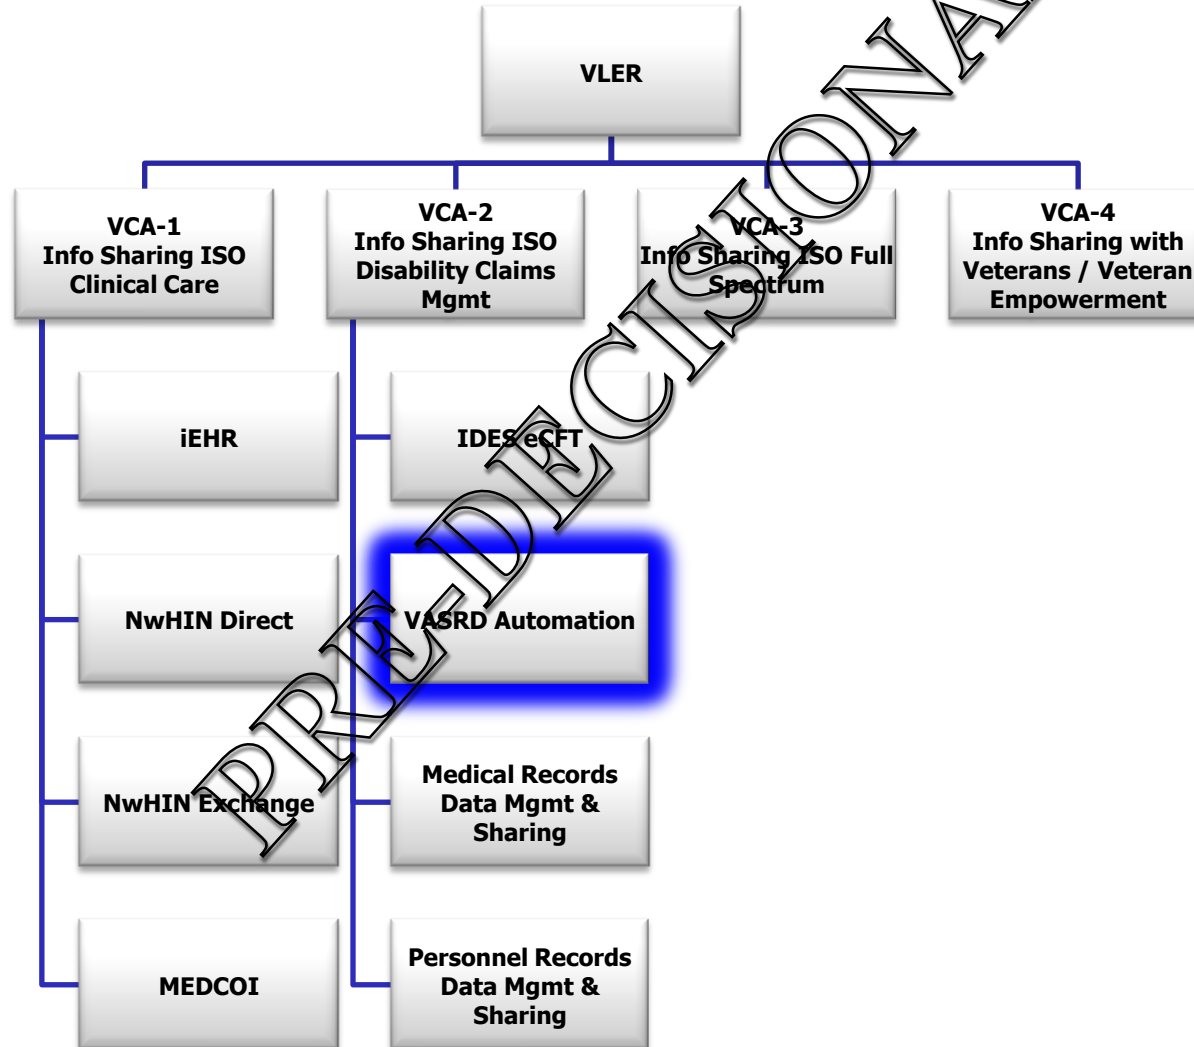 VLER
VCA-1
Info Sharing ISO
Clinical Care
VCA-2
Info Sharing ISO
Disability Claims
Mgmt
VCA-3
Info Sharing ISO Full
Spectrum
VCA-4
Info Sharing with
Veterans / Veteran
Empowerment
iEHR
NwHIN Direct
NwHIN Exchange
MEDCOI
IDES eCFT
VASRD Automation
Medical Records
Data Mgmt &
Sharing
Personnel Records
Data Mgmt &
Sharing
PRE-DECISIONA